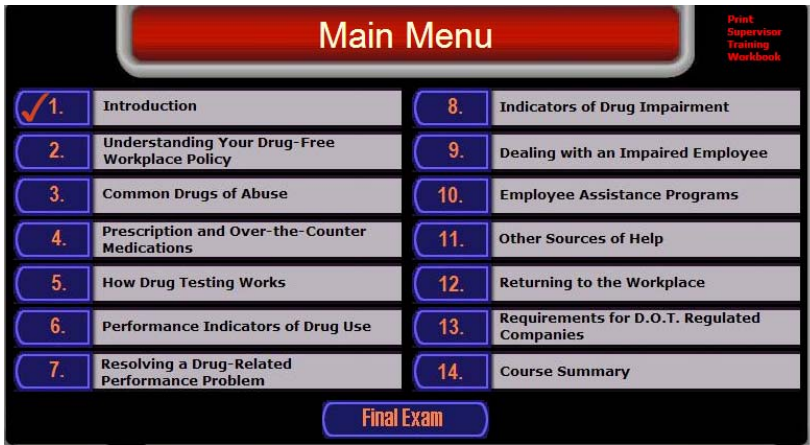 Main Menu
Print
Supervisor
Training
Workbook
1. Introduction
2. Understanding Your Drug-Free
Workplace Policy
3. Common Drugs of Abuse
4. Prescription and Over-the-Counter
Medications
5. How Drug Testing Works
6. Performance Indicators of Drug Use
7. Resolving a Drug-Related
Performance Problem
8. Indicators of Drug Impairment
9. Dealing with an Impaired Employee
10. Employee Assistance Programs
11. Other Sources of Help
12. Returning to the Workplace
13. Requirements for D.O.T. Regulated
Companies
14. Course Summary
Final Exam